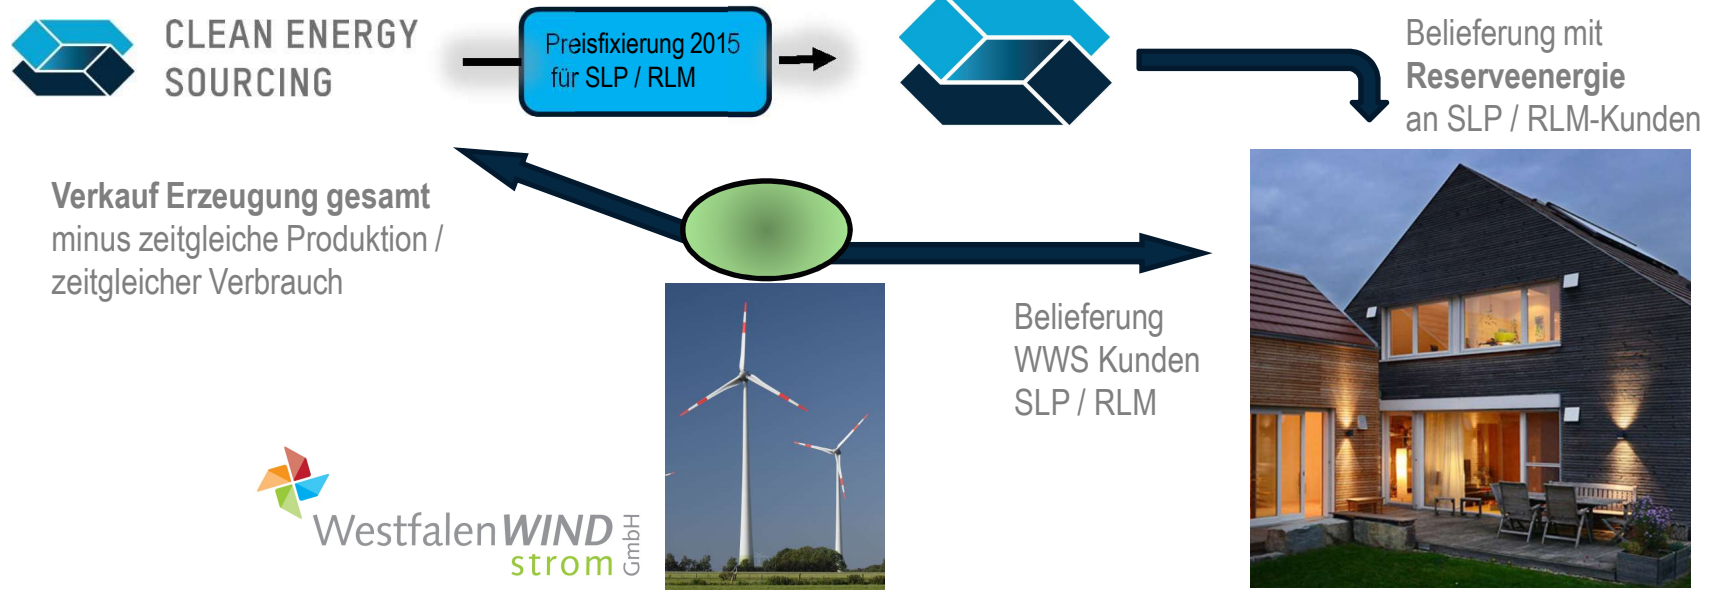 CLEAN ENERGY
SOURCING
Preisfixierung 2015
für SLP / RLM
Belieferung mit
Reserveenergie
an SLP / RLM-Kunden
Verkauf Erzeugung gesamt
minus zeitgleiche Produktion /
zeitgleicher Verbrauch
Belieferung
WWS Kunden
SLP / RLM
WestfalenWIND
strom
GmbH